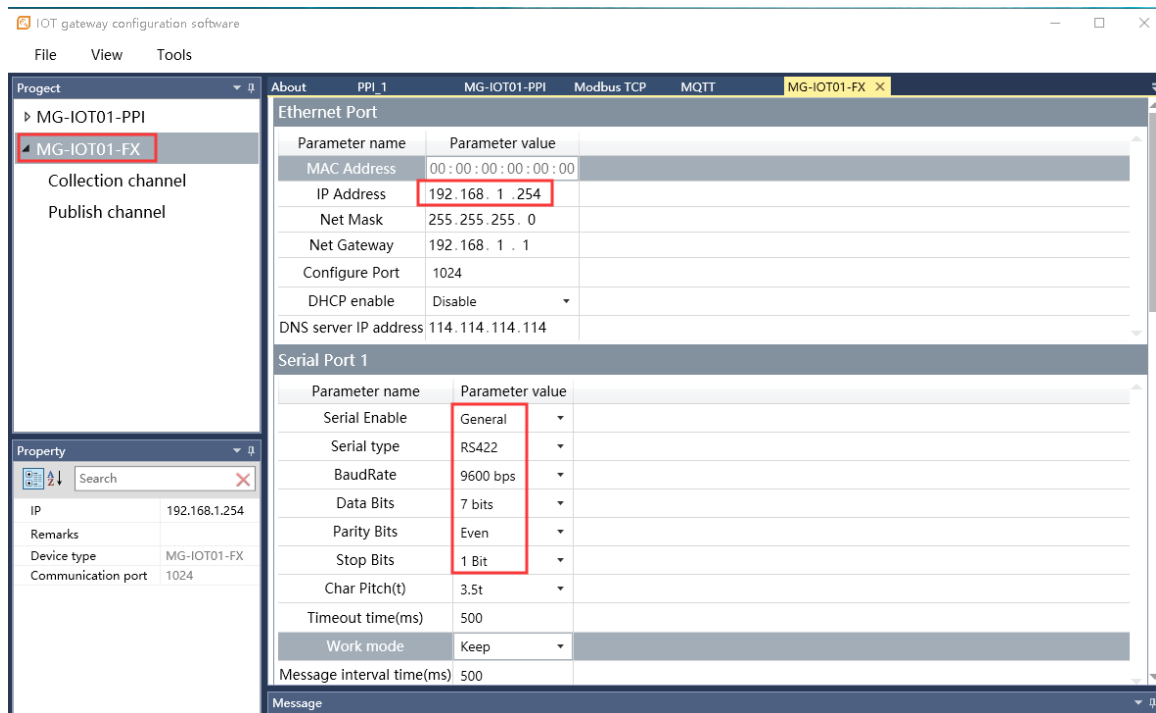 IOT gateway configuration software
File View Tools
Progect
MG-IOT01-PPI
MG-IOT01-FX
Collection channel
Publish channel
Property
Search
IP 192.168.1.254
Remarks
Device type MG-IOT01-FX
Communication port 1024
About PPI_1 MG-IOT01-PPI Modbus TCP MQTT MG-IOT01-FX
Ethernet Port
Parameter name Parameter value
MAC Address 00:00:00:00:00:00
IP Address 192.168. 1 .254
Net Mask 255.255.255. 0
Net Gateway 192.168. 1 . 1
Configure Port 1024
DHCP enable Disable
DNS server IP address 114.114.114.114
Serial Port 1
Parameter name Parameter value
Serial Enable General
Serial type RS422
BaudRate 9600 bps
Data Bits 7 bits
Parity Bits Even
Stop Bits 1 Bit
Char Pitch(t) 3.5t
Timeout time(ms) 500
Work mode Keep
Message interval time(ms) 500
Message